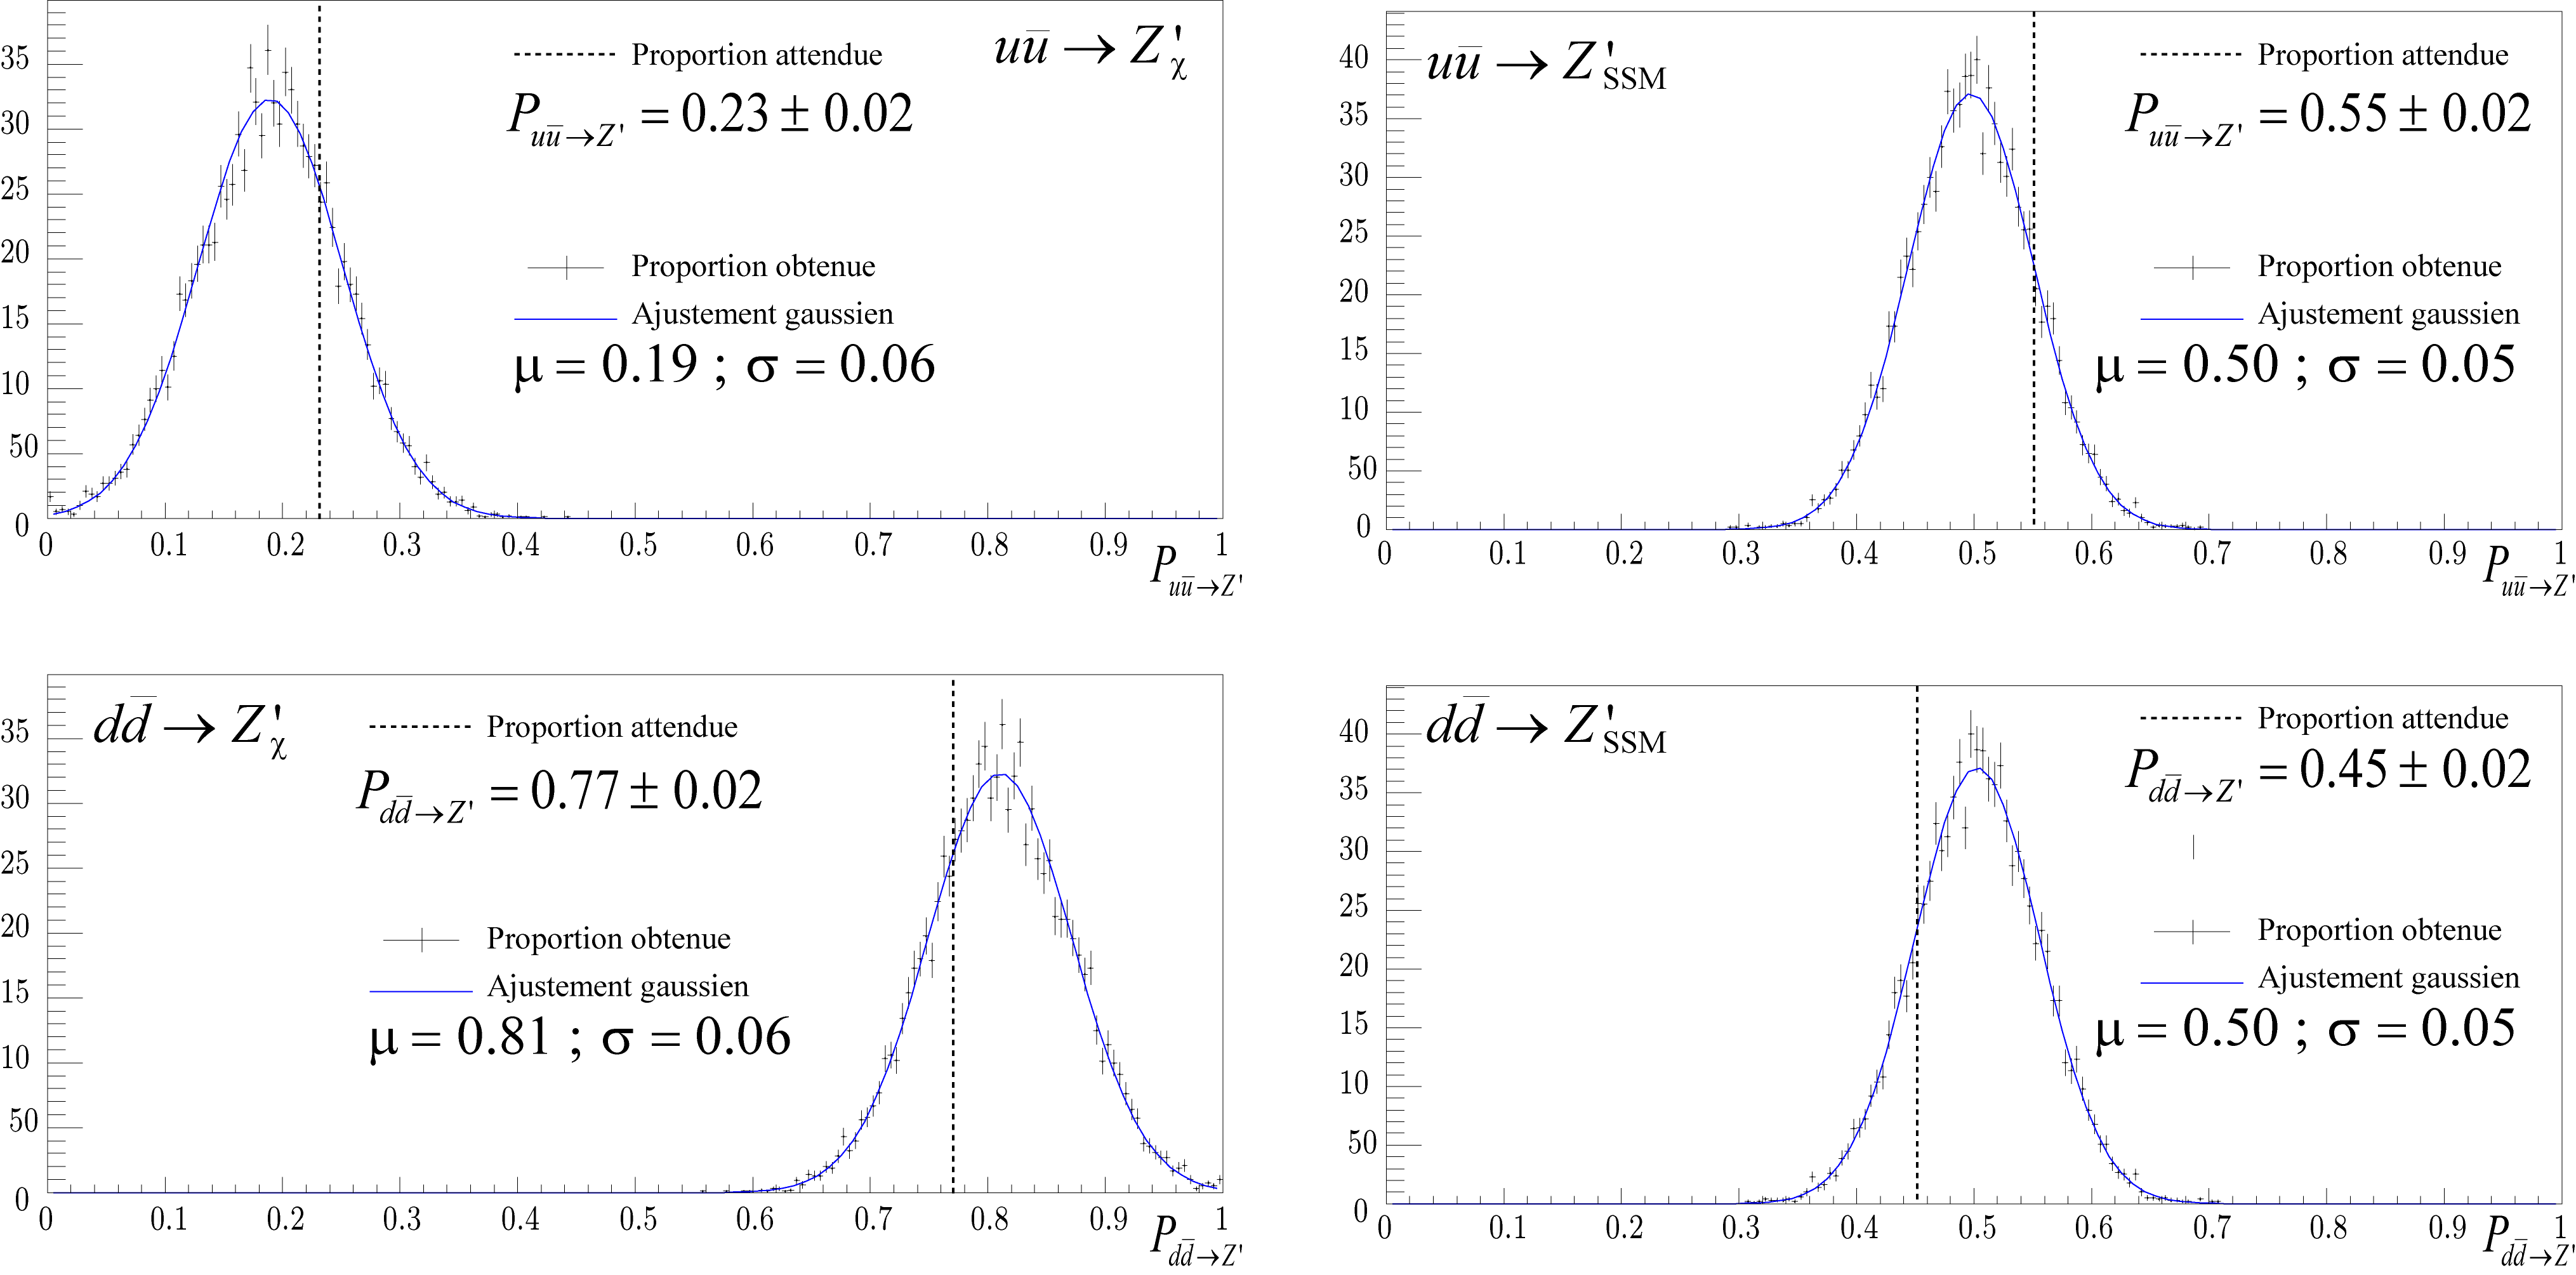 Proportion attendue
uū → Z'χ
P uū→Z' = 0.23 ± 0.02
Proportion obtenue
Ajustement gaussien
μ = 0.19 ; σ = 0.06
35
30
25
20
15
10
50
0
0 0.1 0.2 0.3 0.4 0.5 0.6 0.7 0.8 0.9 1
P uū→Z'
uū → Z'SSM
Proportion attendue
P uū→Z' = 0.55 ± 0.02
Proportion obtenue
Ajustement gaussien
μ = 0.50 ; σ = 0.05
40
35
30
25
20
15
10
50
0
0 0.1 0.2 0.3 0.4 0.5 0.6 0.7 0.8 0.9 1
P uū→Z'
dd̅ → Z'χ
Proportion attendue
P dd̅→Z' = 0.77 ± 0.02
Proportion obtenue
Ajustement gaussien
μ = 0.81 ; σ = 0.06
35
30
25
20
15
10
50
0
0 0.1 0.2 0.3 0.4 0.5 0.6 0.7 0.8 0.9 1
P dd̅→Z'
dd̅ → Z'SSM
Proportion attendue
P dd̅→Z' = 0.45 ± 0.02
Proportion obtenue
Ajustement gaussien
μ = 0.50 ; σ = 0.05
40
35
30
25
20
15
10
50
0
0 0.1 0.2 0.3 0.4 0.5 0.6 0.7 0.8 0.9 1
P dd̅→Z'